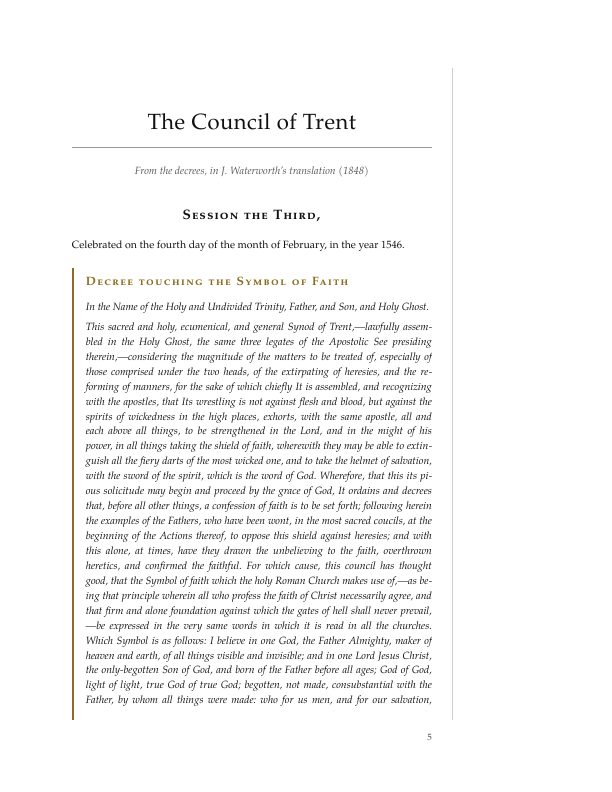 The Council of Trent
From the decrees, in J. Waterworth's translation (1848)
Session the Third,
Celebrated on the fourth day of the month of February, in the year 1546.
Decree touching the Symbol of Faith
In the Name of the Holy and Undivided Trinity, Father, and Son, and Holy Ghost.
This sacred and holy, ecumenical, and general Synod of Trent,—lawfully assem-
bled in the Holy Ghost, the same three legates of the Apostolic See presiding
therein,—considering the magnitude of the matters to be treated of, especially of
those comprised under the two heads, of the extirpating of heresies, and the re-
forming of manners, for the sake of which chiefly It is assembled, and recognizing
with the apostles, that Its wrestling is not against flesh and blood, but against the
spirits of wickedness in the high places, exhorts, with the same apostle, all and
each above all things, to be strengthened in the Lord, and in the might of his
power, in all things taking the shield of faith, wherewith they may be able to extin-
guish all the fiery darts of the most wicked one, and to take the helmet of salvation,
with the sword of the spirit, which is the word of God. Wherefore, that this its pi-
ous solicitude may begin and proceed by the grace of God, It ordains and decrees
that, before all other things, a confession of faith is to be set forth; following herein
the examples of the Fathers, who have been wont, in the most sacred coucils, at the
beginning of the Actions thereof, to oppose this shield against heresies; and with
this alone, at times, have they drawn the unbelieving to the faith, overthrown
heretics, and confirmed the faithful. For which cause, this council has thought
good, that the Symbol of faith which the holy Roman Church makes use of,—as be-
ing that principle wherein all who profess the faith of Christ necessarily agree, and
that firm and alone foundation against which the gates of hell shall never prevail,
—be expressed in the very same words in which it is read in all the churches.
Which Symbol is as follows: I believe in one God, the Father Almighty, maker of
heaven and earth, of all things visible and invisible; and in one Lord Jesus Christ,
the only-begotten Son of God, and born of the Father before all ages; God of God,
light of light, true God of true God; begotten, not made, consubstantial with the
Father, by whom all things were made: who for us men, and for our salvation,
5